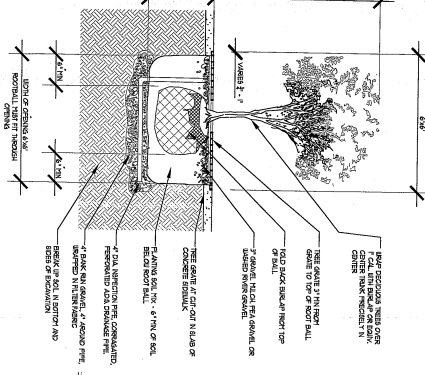 WRAP DECIDUOUS TREES OVER
1" CAL WITH BURLAP OR EQUIV.
CENTER TRUNK PRECISELY IN
CENTER
TREE GRATE 3" MIN FROM
GRATE TO TOP OF ROOT BALL
FOLD BACK BURLAP FROM TOP
OF BALL
3" GRAVEL MULCH, PEA GRAVEL OR
WASHED RIVER GRAVEL
TREE GRATE AT CUT-OUT IN SLAB OF
CONCRETE SIDEWALK
PLANTING SOIL MIX - 6" MIN OF SOIL
BELOW ROOT BALL
4" DIA. INSPECTION PIPE, CORRUGATED,
PERFORATED A.D.S. DRAINAGE PIPE.
4" BANK RUN GRAVEL, 4" AROUND PIPE,
WRAPPED IN FILTER FABRIC
BREAK UP SOIL IN BOTTOM AND
SIDES OF EXCAVATION
6'x6'
VARIES
6" MIN
6" MIN
WIDTH OF OPENING 6'x6'
ROOTBALL MUST FIT THROUGH
OPENING